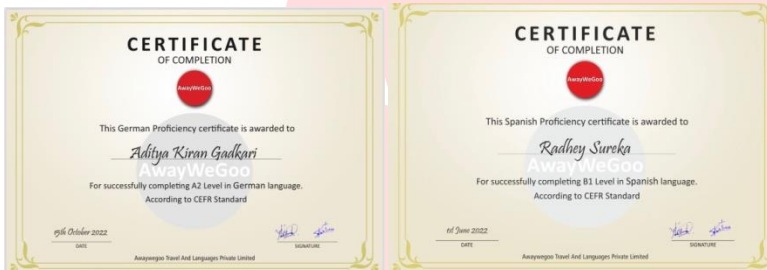 CERTIFICATE
OF COMPLETION
AwayWeGoo
This German Proficiency certificate is awarded to
Aditya Kiran Gadkari
AwayWeGoo
For successfully completing A2 Level in German language.
According to CEFR Standard
October 2022
DATE
SIGNATURE
Awaywegoo Travel And Languages Private Limited
CERTIFICATE
OF COMPLETION
AwayWeGoo
This Spanish Proficiency certificate is awarded to
Radhey Sureka
AwayWeGoo
For successfully completing B1 Level in Spanish language.
According to CEFR Standard
1st June 2022
DATE
SIGNATURE
Awaywegoo Travel And Languages Private Limited